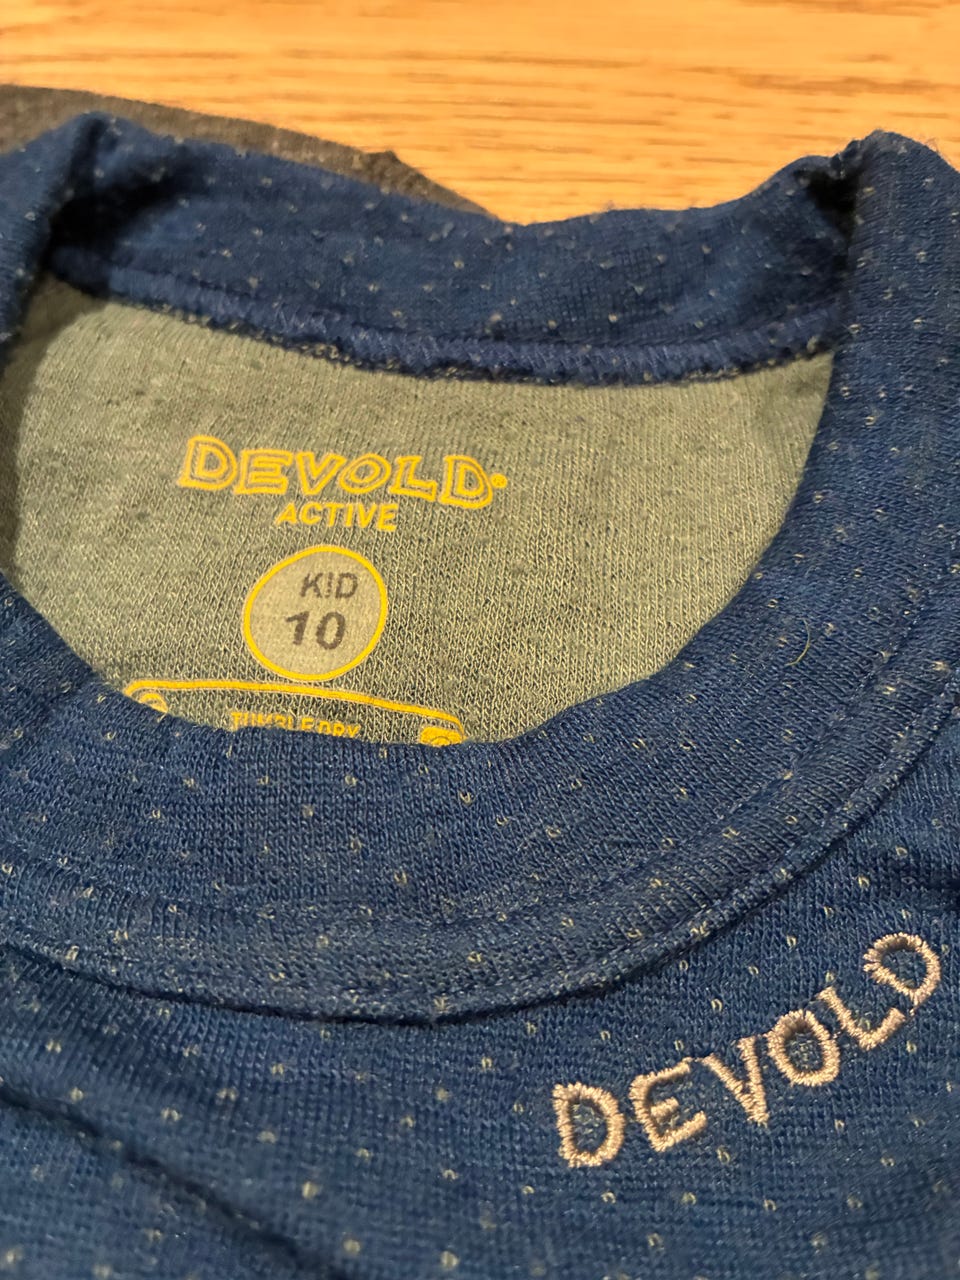 DEVOLD®
ACTIVE
KID
10
TUMBLE DRY
DEVOLD